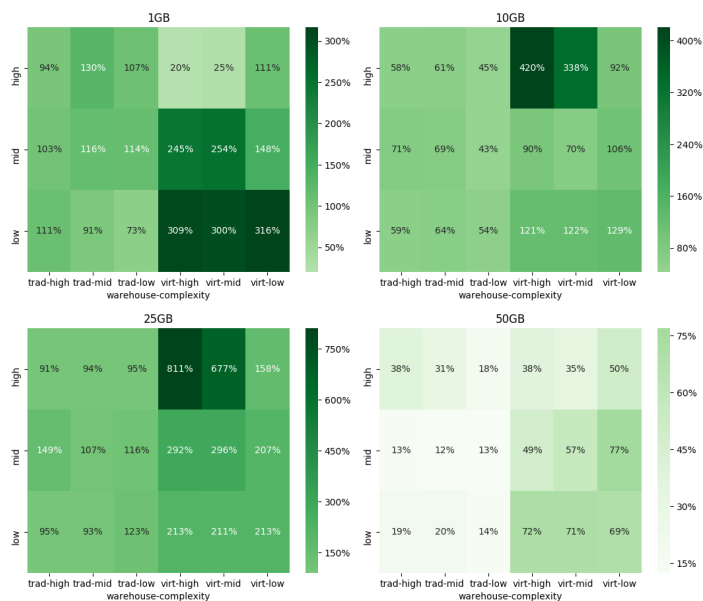 1GB
high 94% 130% 107% 20% 25% 111%
mid 103% 116% 114% 245% 254% 148%
low 111% 91% 73% 309% 300% 316%
trad-high trad-mid trad-low virt-high virt-mid virt-low
warehouse-complexity
300%
250%
200%
150%
100%
50%
10GB
high 58% 61% 45% 420% 338% 92%
mid 71% 69% 43% 90% 70% 106%
low 59% 64% 54% 121% 122% 129%
trad-high trad-mid trad-low virt-high virt-mid virt-low
warehouse-complexity
400%
320%
240%
160%
80%
25GB
high 91% 94% 95% 811% 677% 158%
mid 149% 107% 116% 292% 296% 207%
low 95% 93% 123% 213% 211% 213%
trad-high trad-mid trad-low virt-high virt-mid virt-low
warehouse-complexity
750%
600%
450%
300%
150%
50GB
high 38% 31% 18% 38% 35% 50%
mid 13% 12% 13% 49% 57% 77%
low 19% 20% 14% 72% 71% 69%
trad-high trad-mid trad-low virt-high virt-mid virt-low
warehouse-complexity
75%
60%
45%
30%
15%